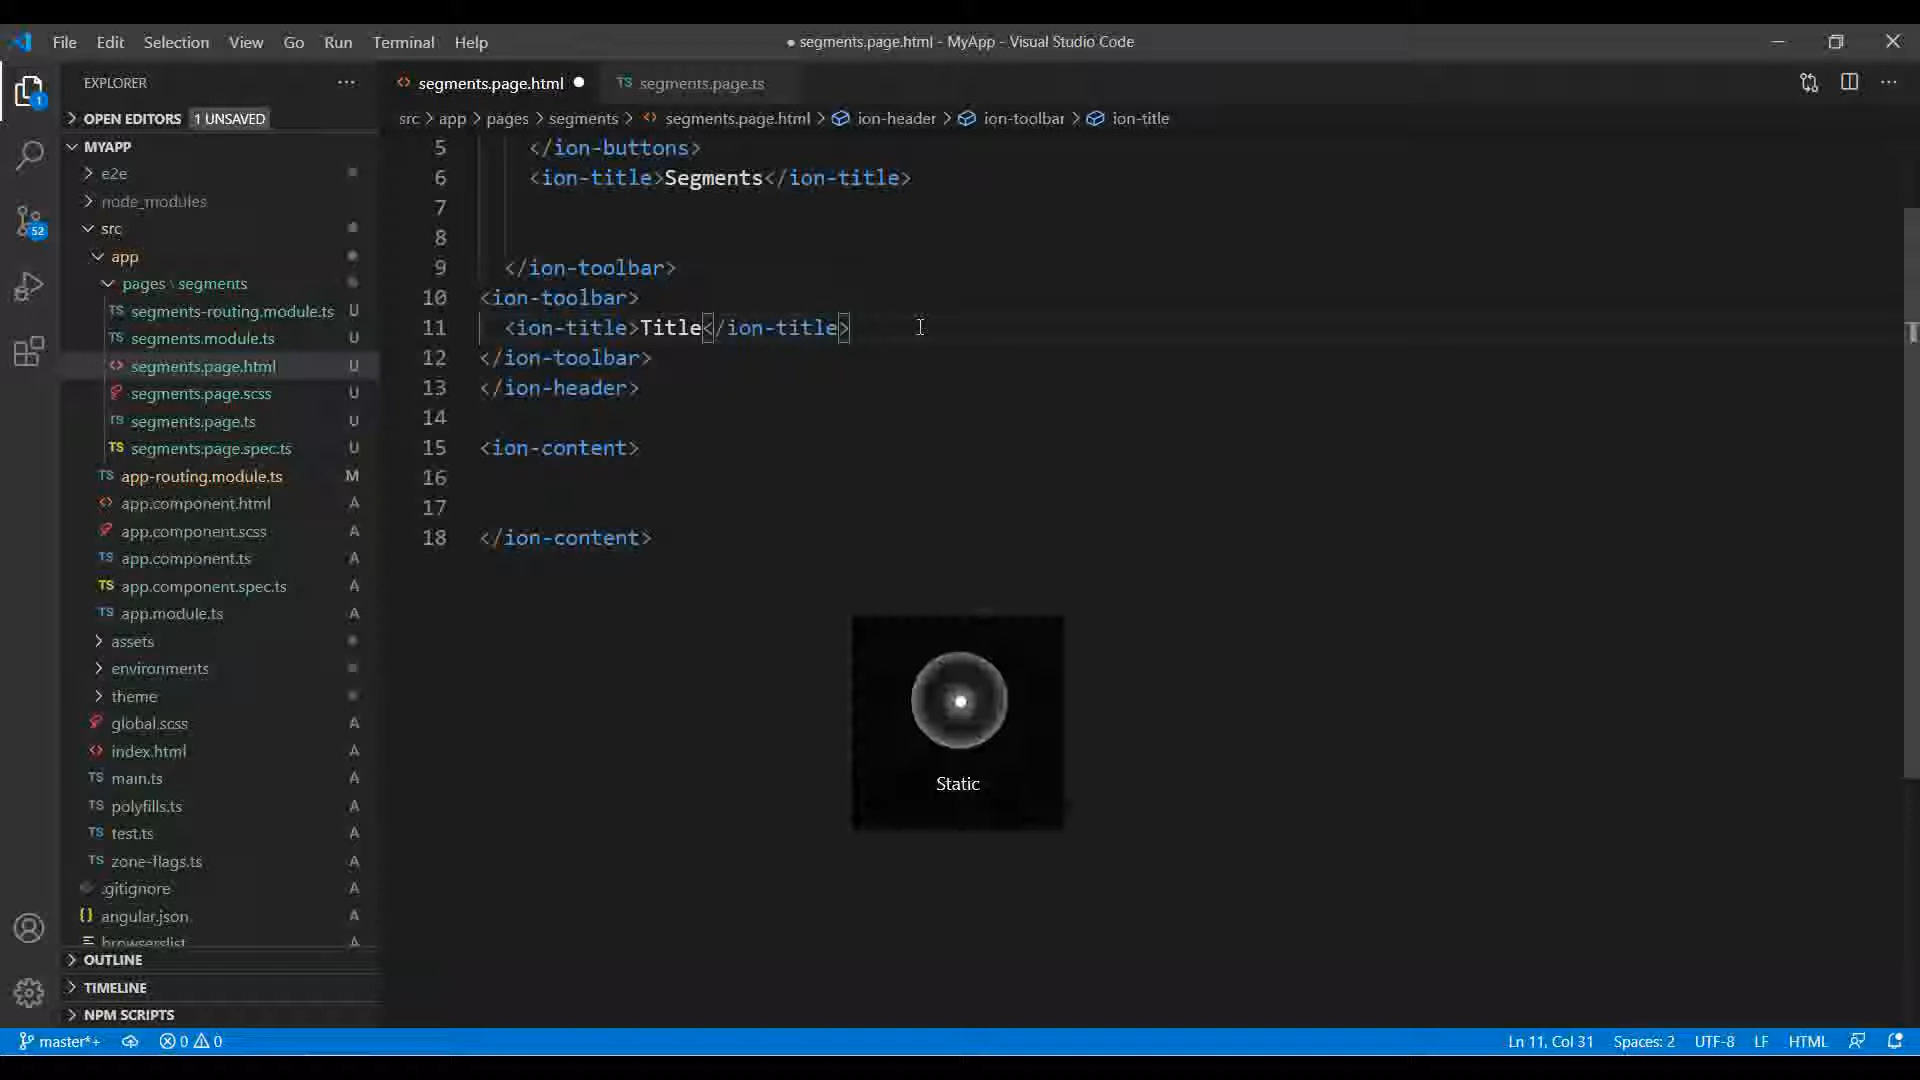 File Edit Selection View Go Run Terminal Help
● segments.page.html - MyApp - Visual Studio Code
EXPLORER
segments.page.html ●
TS segments.page.ts
OPEN EDITORS 1 UNSAVED
src > app > pages > segments > segments.page.html > ion-header > ion-toolbar > ion-title
MYAPP
e2e
node_modules
src
app
pages \ segments
TS segments-routing.module.ts U
TS segments.module.ts U
<> segments.page.html U
segments.page.scss U
TS segments.page.ts U
TS segments.page.spec.ts U
TS app-routing.module.ts M
<> app.component.html A
app.component.scss A
TS app.component.ts A
TS app.component.spec.ts A
TS app.module.ts A
assets
environments
theme
global.scss A
<> index.html A
TS main.ts A
TS polyfills.ts A
TS test.ts A
TS zone-flags.ts A
.gitignore A
{} angular.json A
browserslist A
OUTLINE
TIMELINE
NPM SCRIPTS
1
52
5 </ion-buttons>
6 <ion-title>Segments</ion-title>
7
8
9 </ion-toolbar>
10 <ion-toolbar>
11 <ion-title>Title</ion-title>
12 </ion-toolbar>
13 </ion-header>
14
15 <ion-content>
16
17
18 </ion-content>
Static
master*+ 0 0 Ln 11, Col 31 Spaces: 2 UTF-8 LF HTML